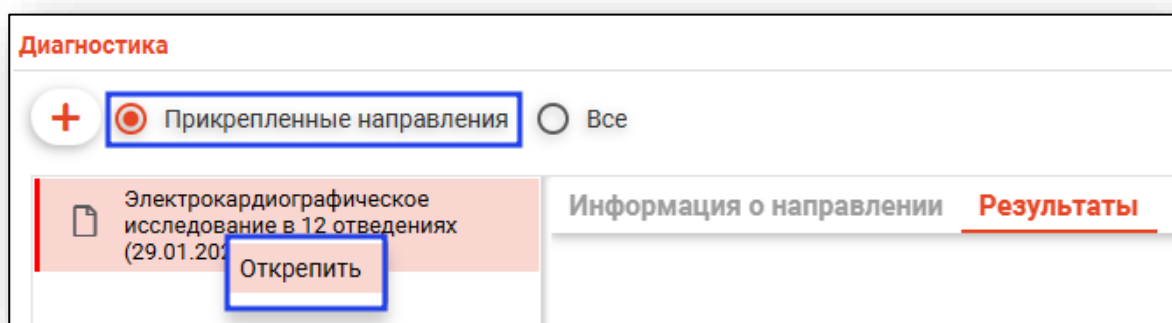 Диагностика
+ Прикрепленные направления Все
Электрокардиографическое
исследование в 12 отведениях
Информация о направлении Результаты
Открепить